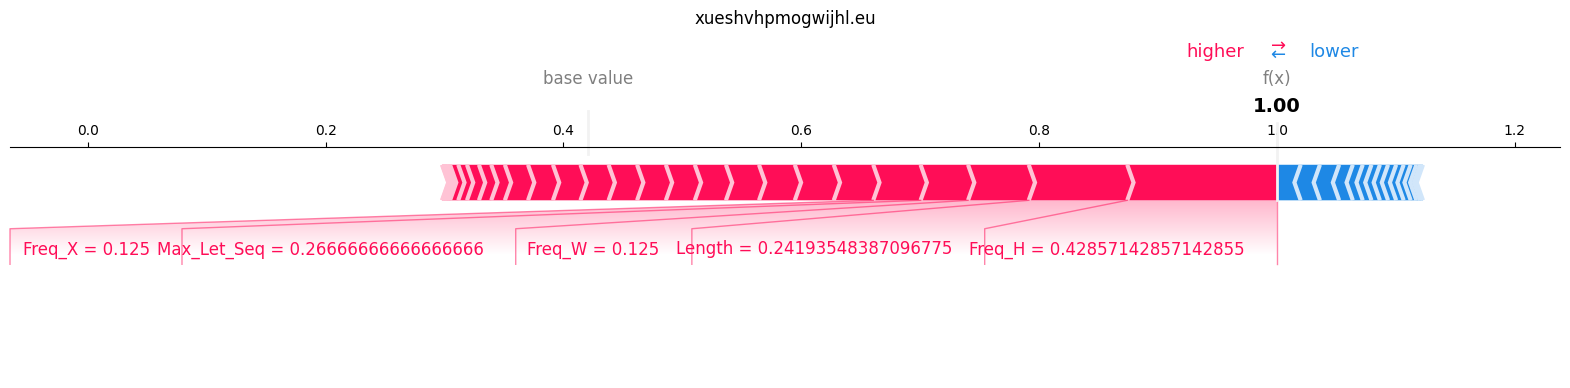 xueshvhpmogwijhl.eu
higher ⇄ lower
base value f(x)
1.00
0.0 0.2 0.4 0.6 0.8 1.0 1.2
Freq_X = 0.125 Max_Let_Seq = 0.26666666666666666 Freq_W = 0.125 Length = 0.24193548387096775 Freq_H = 0.42857142857142855